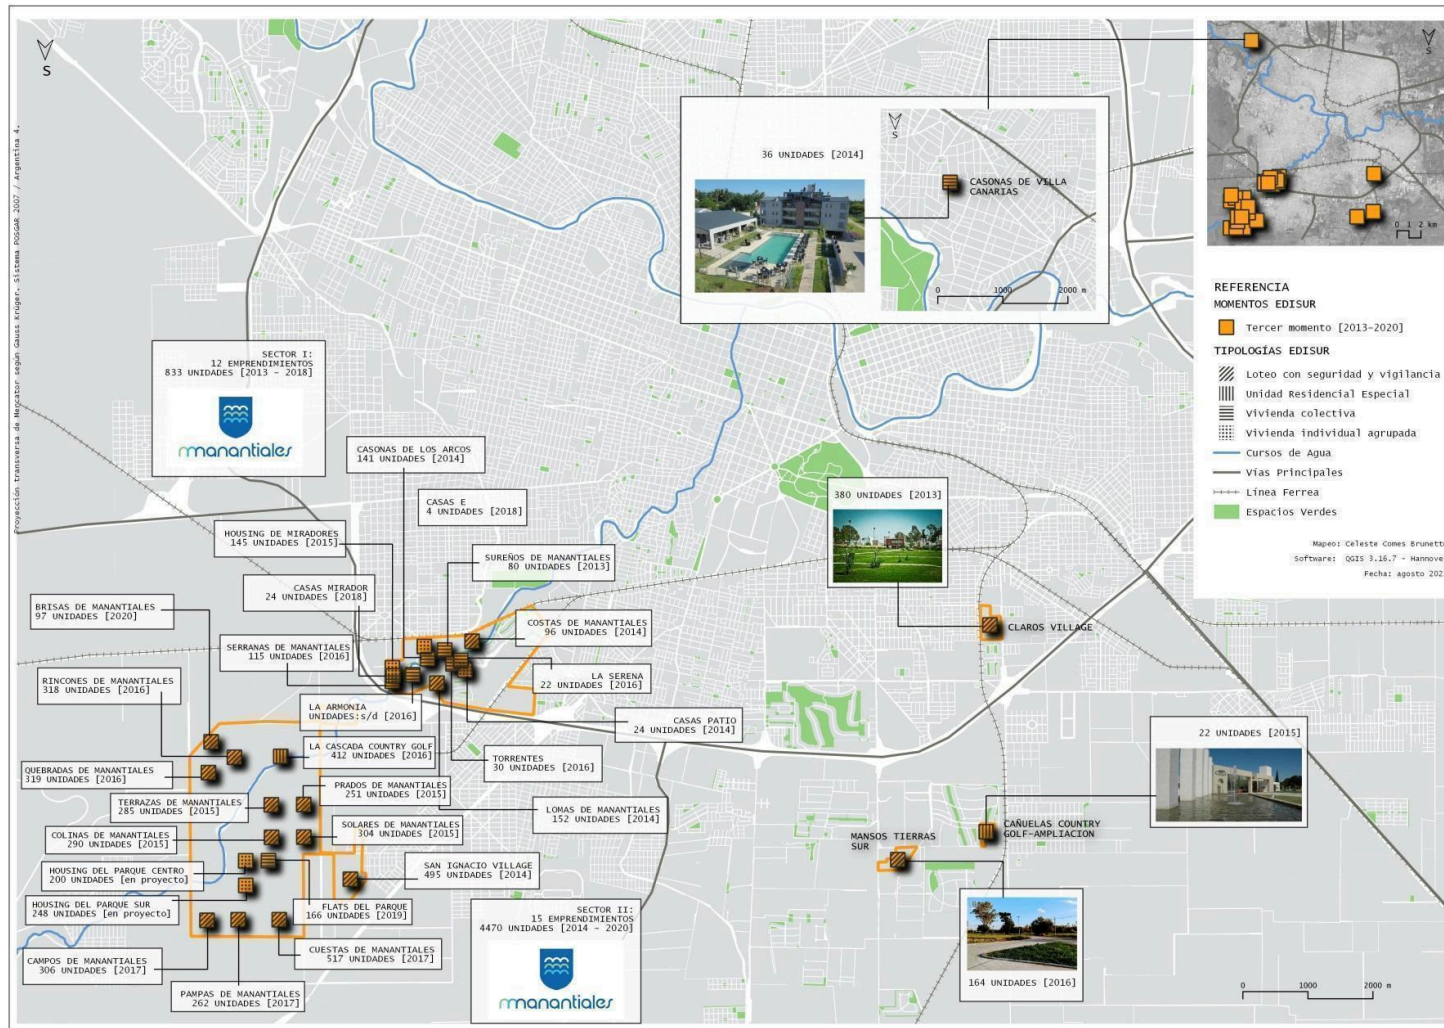 S
Proyección transversa de Mercator según Gauss Krüger. Sistema POSGAR 2007 / Argentina 4.
36 UNIDADES [2014]
S
CASONAS DE VILLA
CANARIAS
0 1000 2000 m
S
0 1 2 km
REFERENCIA
MOMENTOS EDISUR
Tercer momento [2013-2020]
TIPOLOGÍAS EDISUR
Loteo con seguridad y vigilancia
Unidad Residencial Especial
Vivienda colectiva
Vivienda individual agrupada
Cursos de Agua
Vías Principales
Línea Ferrea
Espacios Verdes
Mapeo: Celeste Comes Brunett
Software: QGIS 3.16.7 - Hannove
Fecha: agosto 202
SECTOR I:
12 EMPRENDIMIENTOS
833 UNIDADES [2013 - 2018]
manantiales
CASONAS DE LOS ARCOS
141 UNIDADES [2014]
CASAS E
4 UNIDADES [2018]
HOUSING DE MIRADORES
145 UNIDADES [2015]
SUREÑOS DE MANANTIALES
80 UNIDADES [2013]
CASAS MIRADOR
24 UNIDADES [2018]
BRISAS DE MANANTIALES
97 UNIDADES [2020]
COSTAS DE MANANTIALES
96 UNIDADES [2014]
SERRANAS DE MANANTIALES
115 UNIDADES [2016]
RINCONES DE MANANTIALES
318 UNIDADES [2016]
LA SERENA
22 UNIDADES [2016]
LA ARMONIA
UNIDADES:s/d [2016]
CASAS PATIO
24 UNIDADES [2014]
LA CASCADA COUNTRY GOLF
412 UNIDADES [2016]
TORRENTES
30 UNIDADES [2016]
QUEBRADAS DE MANANTIALES
319 UNIDADES [2016]
PRADOS DE MANANTIALES
251 UNIDADES [2015]
TERRAZAS DE MANANTIALES
285 UNIDADES [2015]
LOMAS DE MANANTIALES
152 UNIDADES [2014]
SOLARES DE MANANTIALES
304 UNIDADES [2015]
COLINAS DE MANANTIALES
290 UNIDADES [2015]
SAN IGNACIO VILLAGE
495 UNIDADES [2014]
HOUSING DEL PARQUE CENTRO
200 UNIDADES [en proyecto]
HOUSING DEL PARQUE SUR
248 UNIDADES [en proyecto]
FLATS DEL PARQUE
166 UNIDADES [2019]
CUESTAS DE MANANTIALES
517 UNIDADES [2017]
CAMPOS DE MANANTIALES
306 UNIDADES [2017]
PAMPAS DE MANANTIALES
262 UNIDADES [2017]
SECTOR II:
15 EMPRENDIMIENTOS
4470 UNIDADES [2014 - 2020]
manantiales
380 UNIDADES [2013]
CLAROS VILLAGE
22 UNIDADES [2015]
CAÑUELAS COUNTRY
GOLF-AMPLIACION
MANSOS TIERRAS
SUR
164 UNIDADES [2016]
0 1000 2000 m